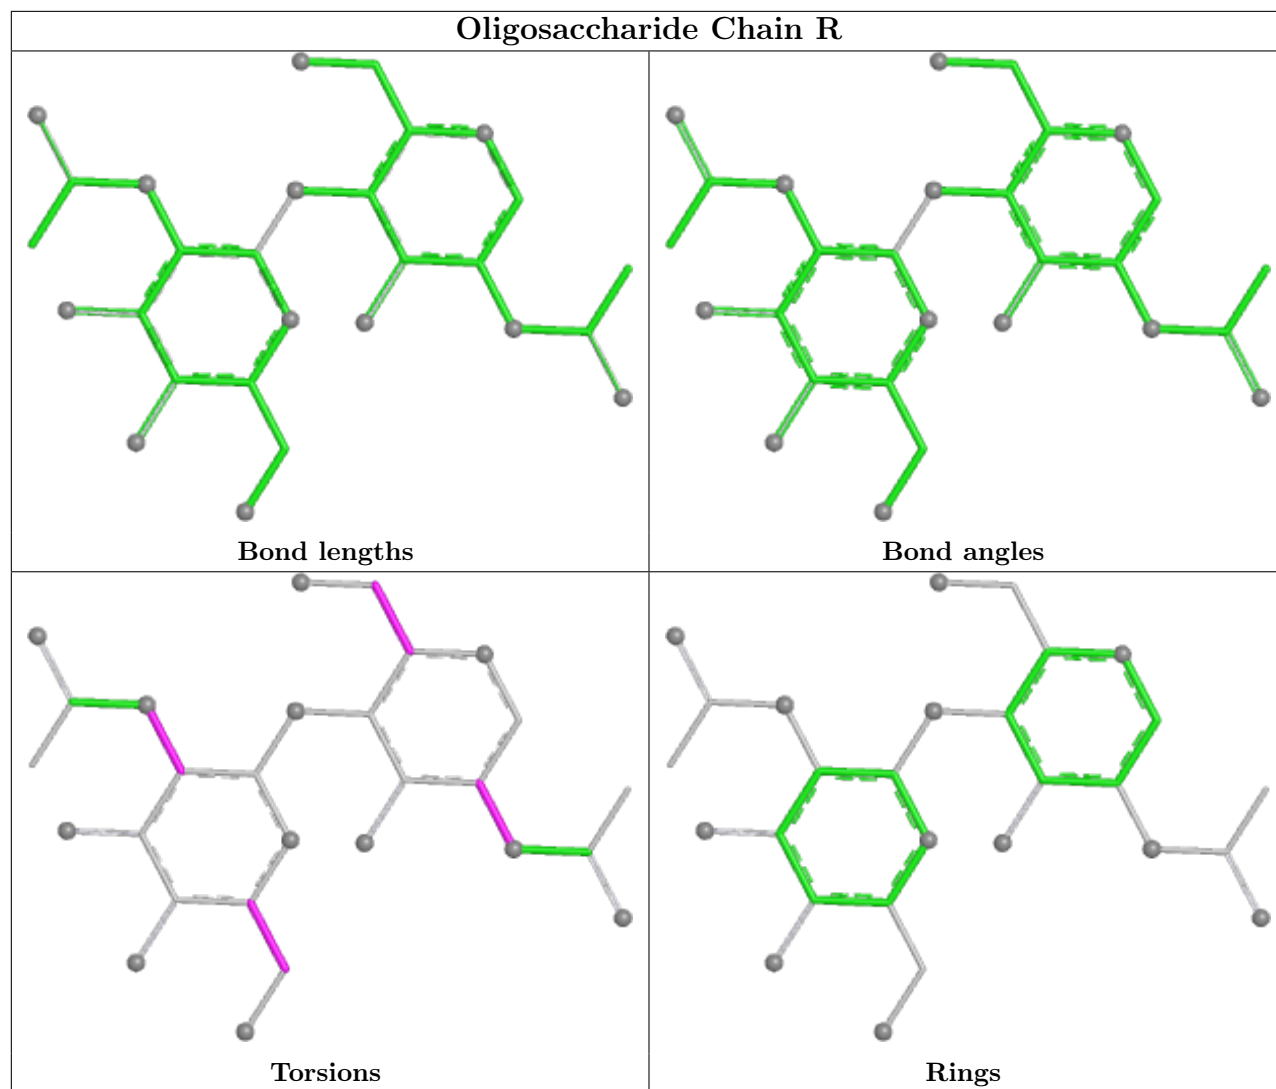 Oligosaccharide Chain R
Bond lengths
Bond angles
Torsions
Rings